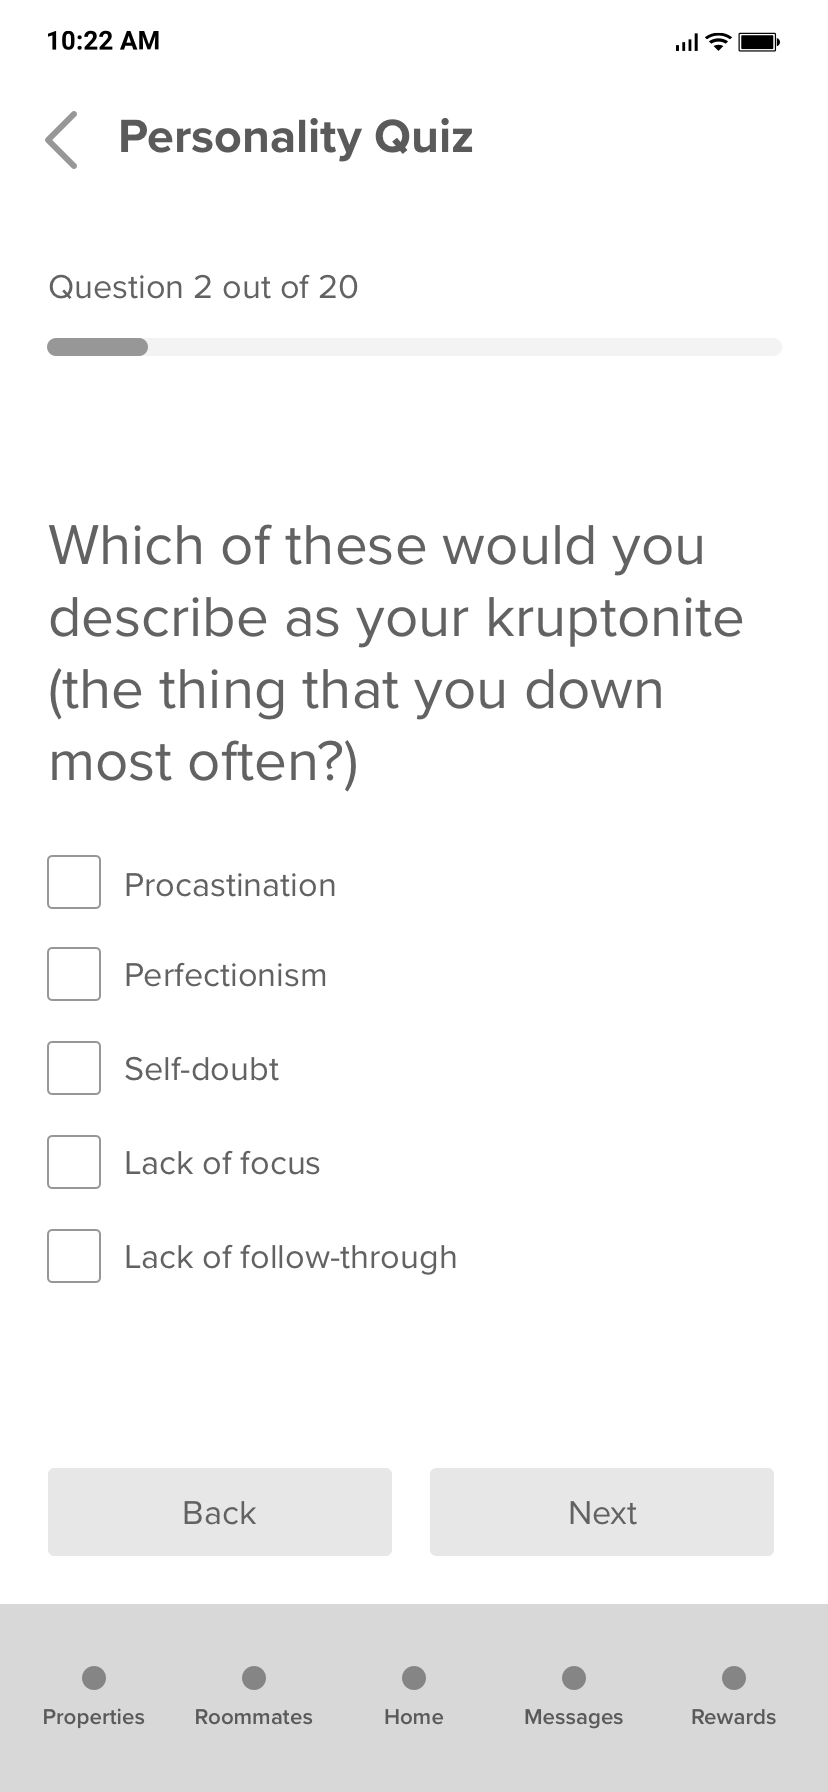 10:22 AM
Personality Quiz
Question 2 out of 20
Which of these would you
describe as your kruptonite
(the thing that you down
most often?)
Procastination
Perfectionism
Self-doubt
Lack of focus
Lack of follow-through
Back Next
Properties Roommates Home Messages Rewards